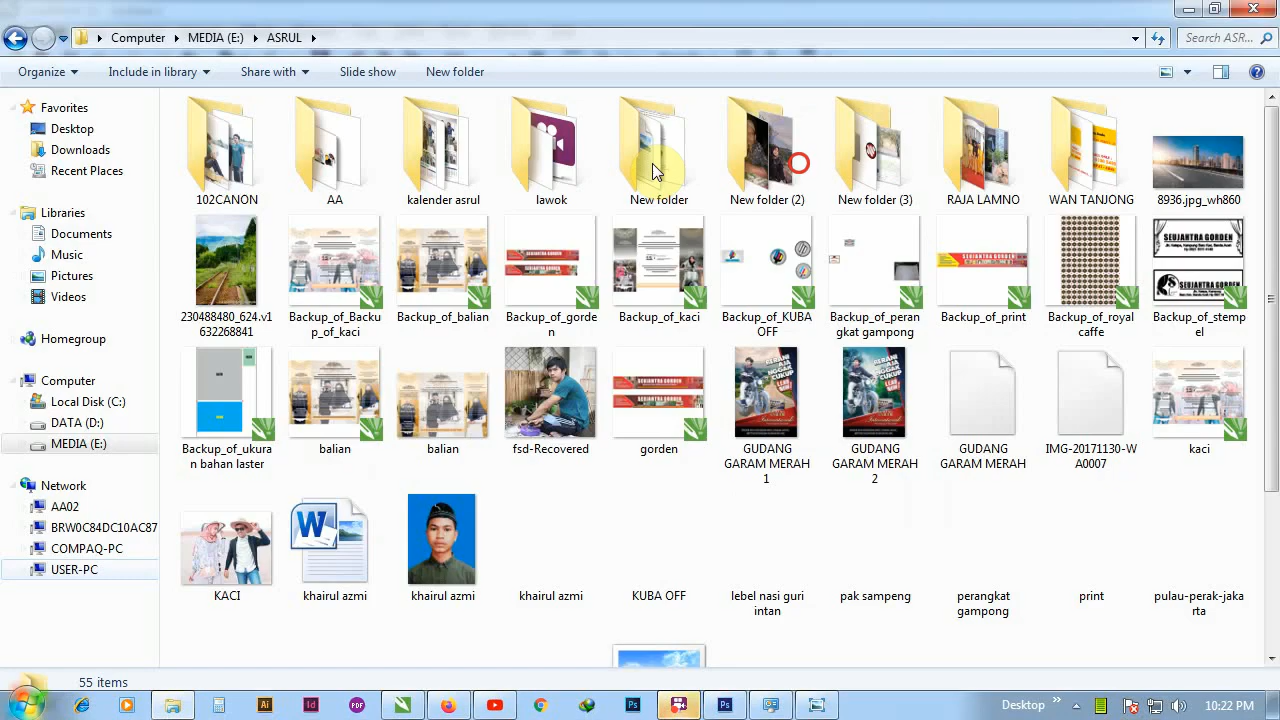 Computer
MEDIA (E:)
ASRUL
Search ASR...
Organize
Include in library
Share with
Slide show
New folder
Favorites
Desktop
Downloads
Recent Places
Libraries
Documents
Music
Pictures
Videos
Homegroup
Computer
Local Disk (C:)
DATA (D:)
MEDIA (E:)
Network
AA02
BRW0C84DC10AC87
COMPAQ-PC
USER-PC
102CANON
AA
kalender asrul
lawok
New folder
New folder (2)
New folder (3)
RAJA LAMNO
WAN TANJONG
8936.jpg_wh860
SEUJAHTRA GORDEN
SEUJAHTRA GORDEN
230488480_624.v1
632268841
Backup_of_Backu
p_of_kaci
Backup_of_balian
Backup_of_gorde
n
Backup_of_kaci
Backup_of_KUBA
OFF
Backup_of_peran
gkat gampong
Backup_of_print
Backup_of_royal
caffe
Backup_of_stemp
el
Backup_of_ukura
n bahan laster
balian
balian
fsd-Recovered
gorden
GUDANG
GARAM MERAH
1
GUDANG
GARAM MERAH
2
GUDANG
GARAM MERAH
IMG-20171130-W
A0007
kaci
KACI
khairul azmi
khairul azmi
khairul azmi
KUBA OFF
lebel nasi guri
intan
pak sampeng
perangkat
gampong
print
pulau-perak-jaka
rta
55 items
Desktop
10:22 PM